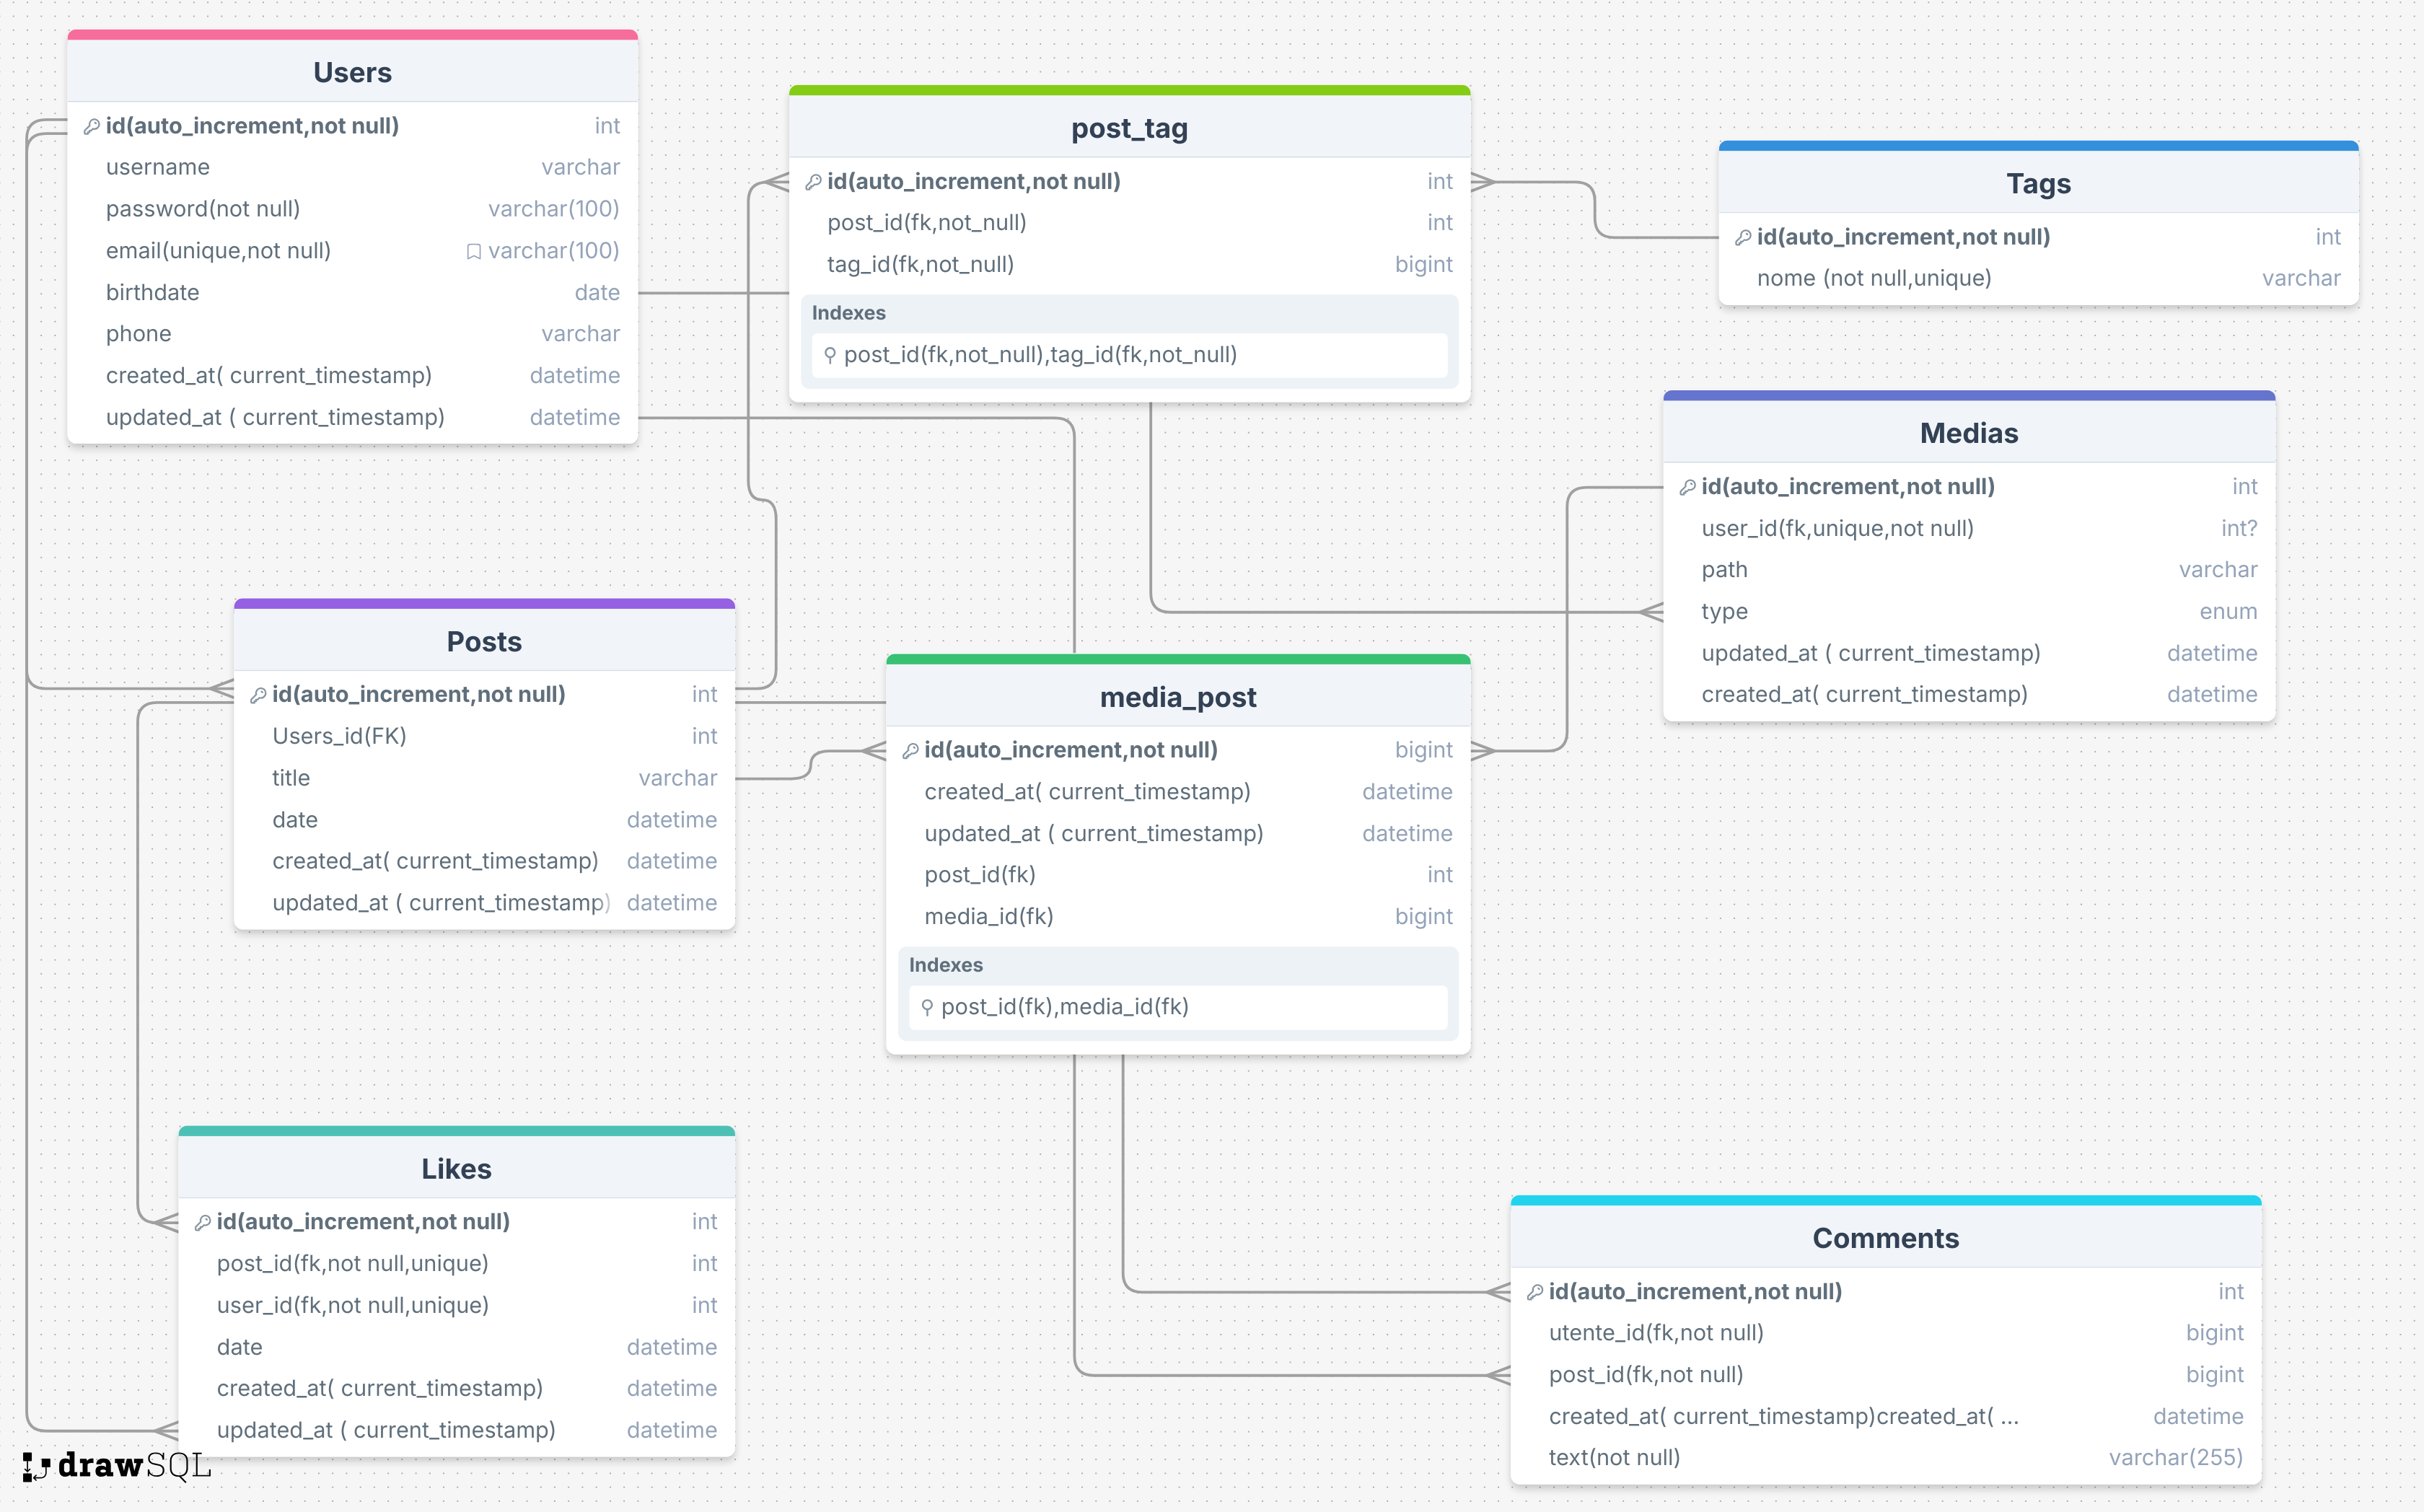 Users
id(auto_increment,not null) int
username varchar
password(not null) varchar(100)
email(unique,not null) varchar(100)
birthdate date
phone varchar
created_at( current_timestamp) datetime
updated_at ( current_timestamp) datetime
post_tag
id(auto_increment,not null) int
post_id(fk,not_null) int
tag_id(fk,not_null) bigint
Indexes
post_id(fk,not_null),tag_id(fk,not_null)
Tags
id(auto_increment,not null) int
nome (not null,unique) varchar
Medias
id(auto_increment,not null) int
user_id(fk,unique,not null) int?
path varchar
type enum
updated_at ( current_timestamp) datetime
created_at( current_timestamp) datetime
Posts
id(auto_increment,not null) int
Users_id(FK) int
title varchar
date datetime
created_at( current_timestamp) datetime
updated_at ( current_timestamp) datetime
media_post
id(auto_increment,not null) bigint
created_at( current_timestamp) datetime
updated_at ( current_timestamp) datetime
post_id(fk) int
media_id(fk) bigint
Indexes
post_id(fk),media_id(fk)
Likes
id(auto_increment,not null) int
post_id(fk,not null,unique) int
user_id(fk,not null,unique) int
date datetime
created_at( current_timestamp) datetime
updated_at ( current_timestamp) datetime
Comments
id(auto_increment,not null) int
utente_id(fk,not null) bigint
post_id(fk,not null) bigint
created_at( current_timestamp)created_at( ... datetime
text(not null) varchar(255)
drawSQL